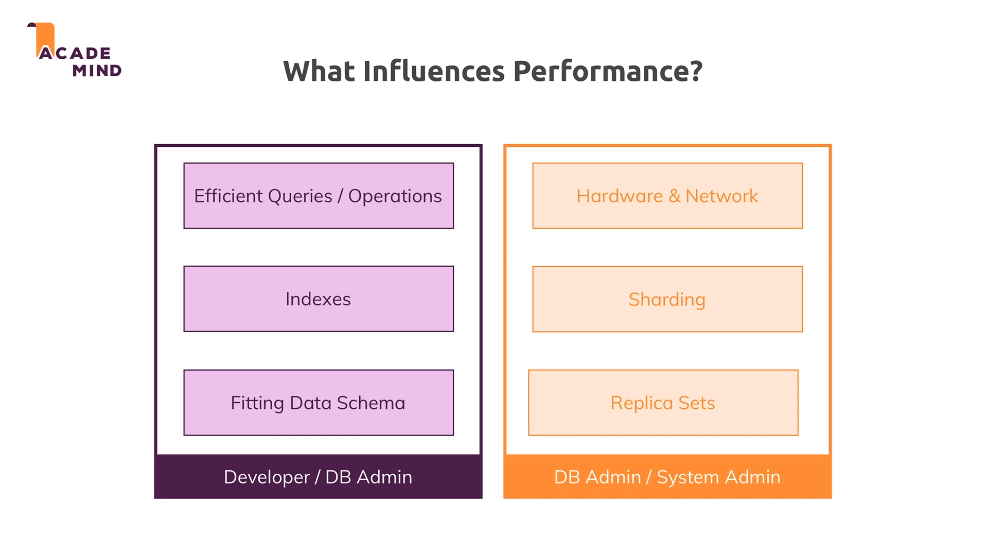 ACADE
MIND
What Influences Performance?
Efficient Queries / Operations
Indexes
Fitting Data Schema
Developer / DB Admin
Hardware & Network
Sharding
Replica Sets
DB Admin / System Admin